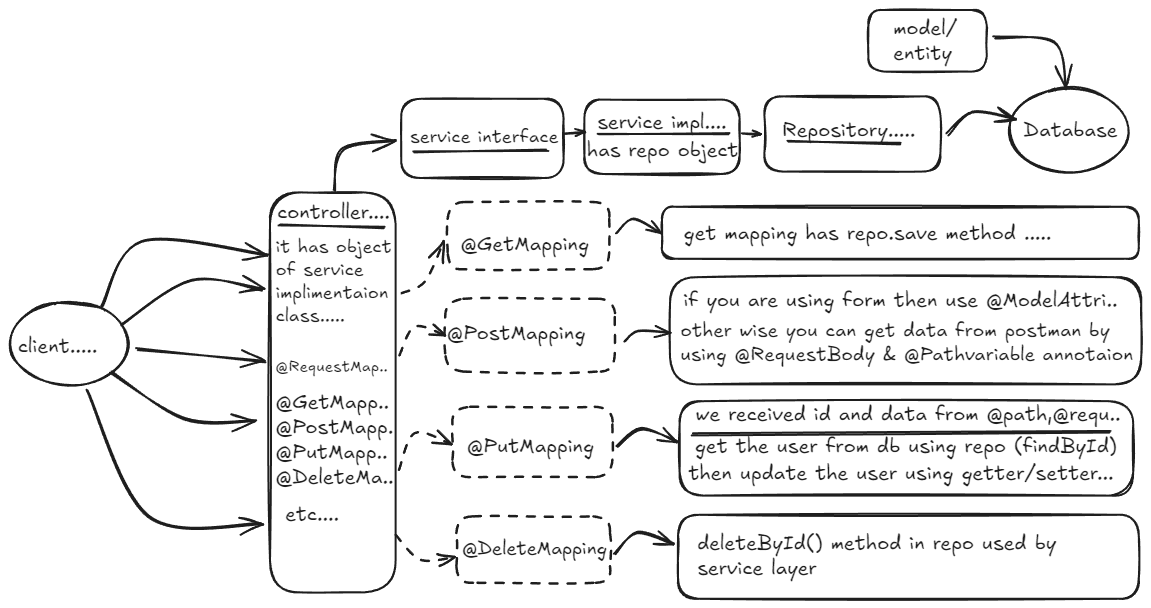 model/
entity
service interface
service impl....
has repo object
Repository.....
Database
client.....
controller....
it has object
of service
implimentaion
class.....
@RequestMap..
@GetMapp..
@PostMapp.
@PutMapp..
@DeleteMa..
etc....
@GetMapping
get mapping has repo.save method .....
@PostMapping
if you are using form then use @ModelAttri..
other wise you can get data from postman by
using @RequestBody & @Pathvariable annotaion
@PutMapping
we received id and data from @path,@requ..
get the user from db using repo (findById)
then update the user using getter/setter...
@DeleteMapping
deleteById() method in repo used by
service layer